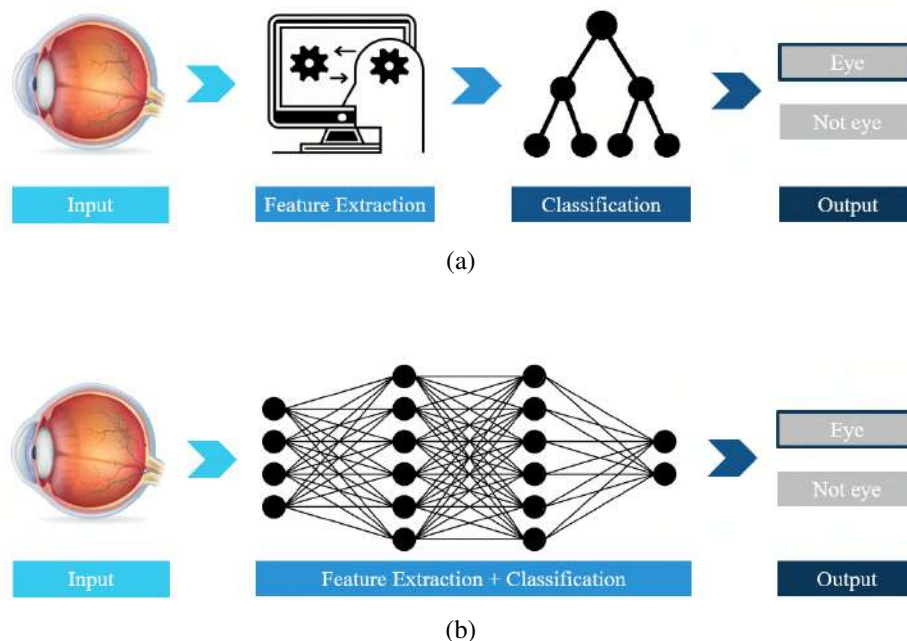 Eye
Not eye
Input
Feature Extraction
Classification
Output
(a)
Eye
Not eye
Input
Feature Extraction + Classification
Output
(b)